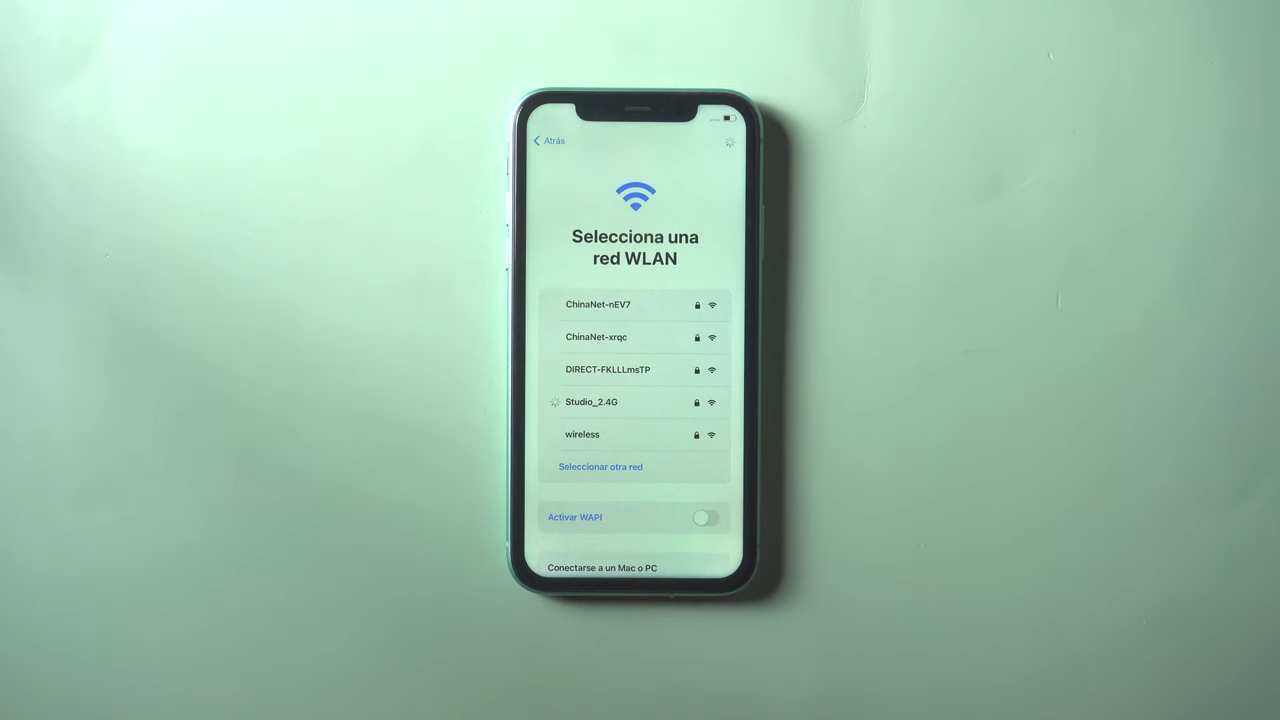 Atrás
Selecciona una
red WLAN
ChinaNet-nEV7
ChinaNet-xrqc
DIRECT-FKLLLmsTP
Studio_2.4G
wireless
Seleccionar otra red
Activar WAPI
Conectarse a un Mac o PC